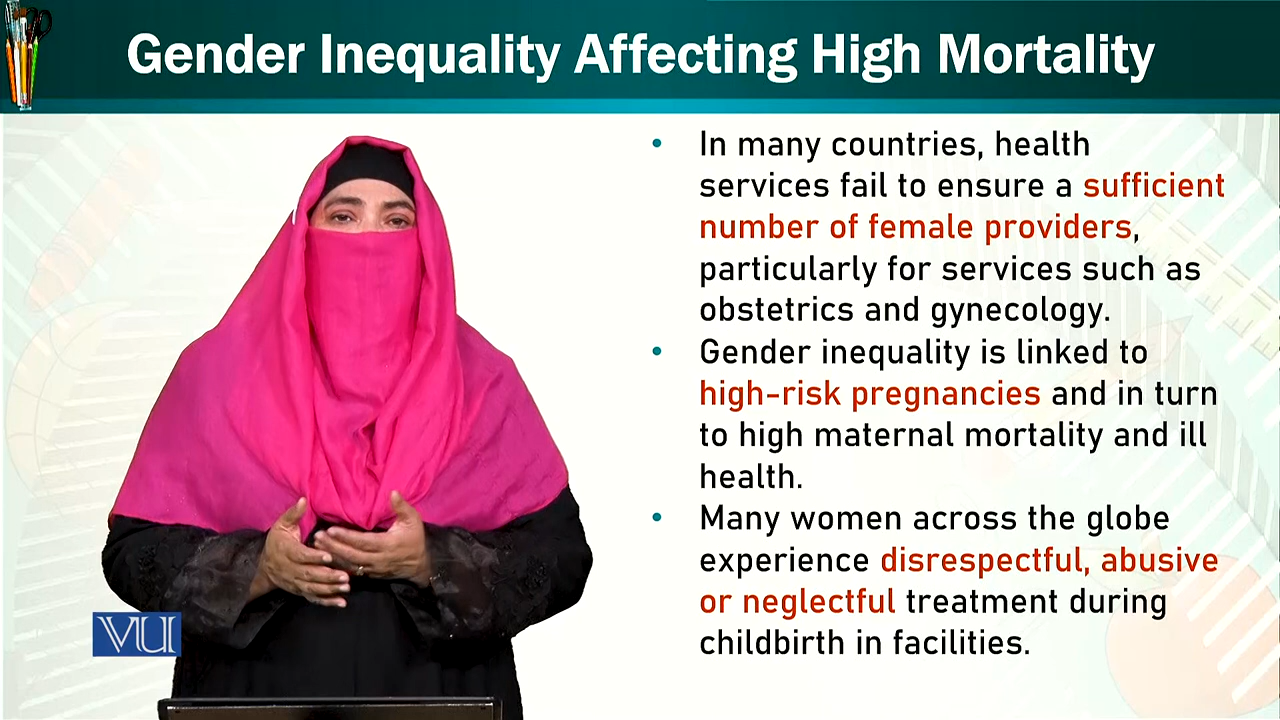 Gender Inequality Affecting High Mortality
In many countries, health
services fail to ensure a sufficient
number of female providers,
particularly for services such as
obstetrics and gynecology.
Gender inequality is linked to
high-risk pregnancies and in turn
to high maternal mortality and ill
health.
Many women across the globe
experience disrespectful, abusive
or neglectful treatment during
childbirth in facilities.
VU